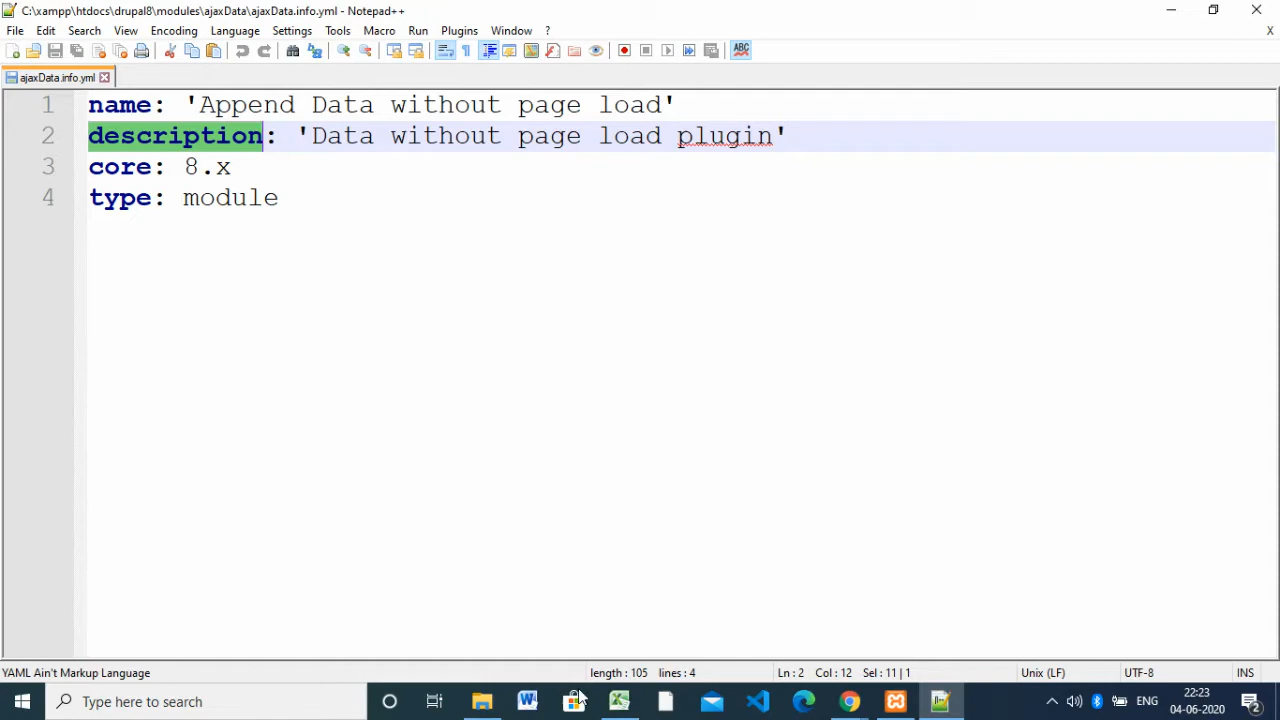 C:\xampp\htdocs\drupal8\modules\ajaxData\ajaxData.info.yml - Notepad++
File Edit Search View Encoding Language Settings Tools Macro Run Plugins Window ? X
ABC
ajaxData.info.yml
1 name: 'Append Data without page load'
2 description: 'Data without page load plugin'
3 core: 8.x
4 type: module
YAML Ain't Markup Language length : 105 lines : 4 Ln : 2 Col : 12 Sel : 11 | 1 Unix (LF) UTF-8 INS
Type here to search ENG 22:23
04-06-2020 2